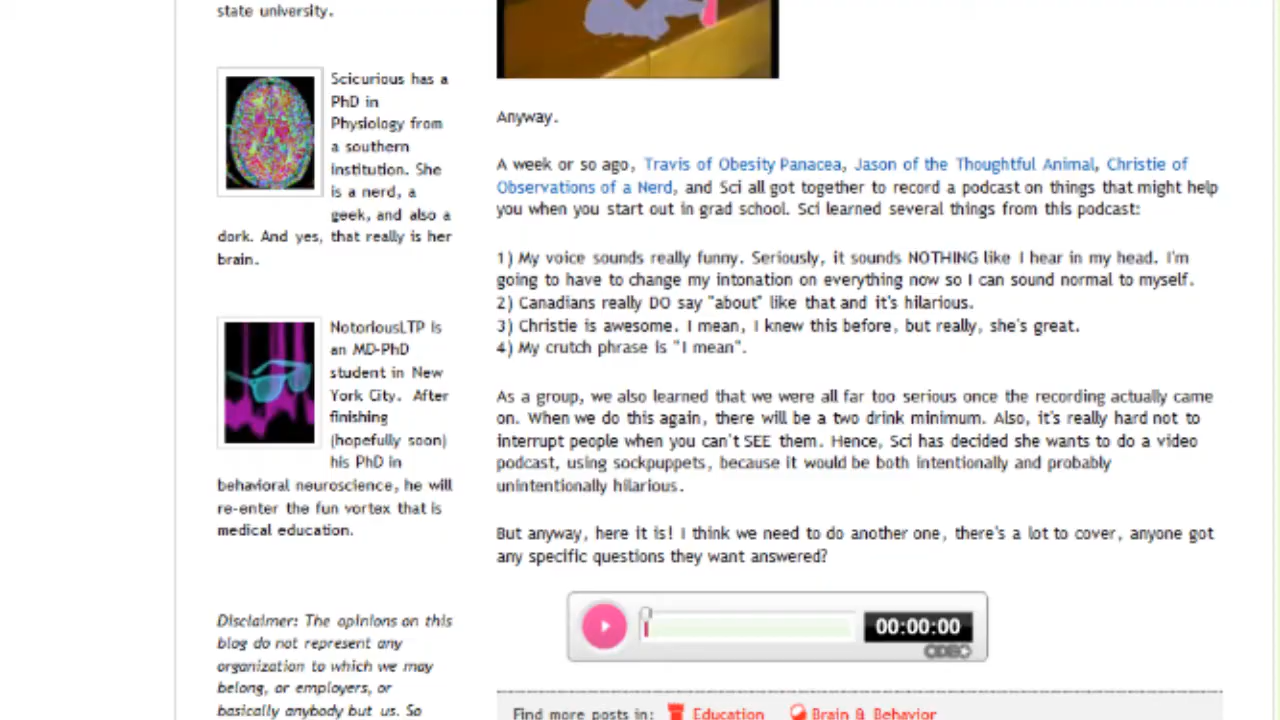 state university.
Scicurious has a
PhD in
Physiology from
a southern
institution. She
is a nerd, a
geek, and also a
dork. And yes, that really is her
brain.
NotoriousLTP is
an MD-PhD
student in New
York City. After
finishing
(hopefully soon)
his PhD in
behavioral neuroscience, he will
re-enter the fun vortex that is
medical education.
Disclaimer: The opinions on this
blog do not represent any
organization to which we may
belong, or employers, or
basically anybody but us. So
Anyway.
A week or so ago, Travis of Obesity Panacea, Jason of the Thoughtful Animal, Christie of
Observations of a Nerd, and Sci all got together to record a podcast on things that might help
you when you start out in grad school. Sci learned several things from this podcast:
1) My voice sounds really funny. Seriously, it sounds NOTHING like I hear in my head. I'm
going to have to change my intonation on everything now so I can sound normal to myself.
2) Canadians really DO say "about" like that and it's hilarious.
3) Christie is awesome. I mean, I knew this before, but really, she's great.
4) My crutch phrase is "I mean".
As a group, we also learned that we were all far too serious once the recording actually came
on. When we do this again, there will be a two drink minimum. Also, it's really hard not to
interrupt people when you can't SEE them. Hence, Sci has decided she wants to do a video
podcast, using sockpuppets, because it would be both intentionally and probably
unintentionally hilarious.
But anyway, here it is! I think we need to do another one, there's a lot to cover, anyone got
any specific questions they want answered?
00:00:00
Find more posts in: Education Brain & Behavior